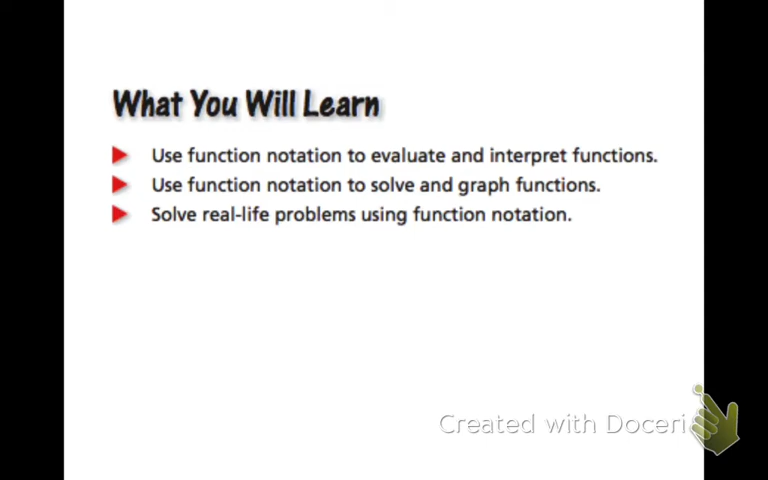 What You Will Learn
Use function notation to evaluate and interpret functions.
Use function notation to solve and graph functions.
Solve real-life problems using function notation.
Created with Doceri